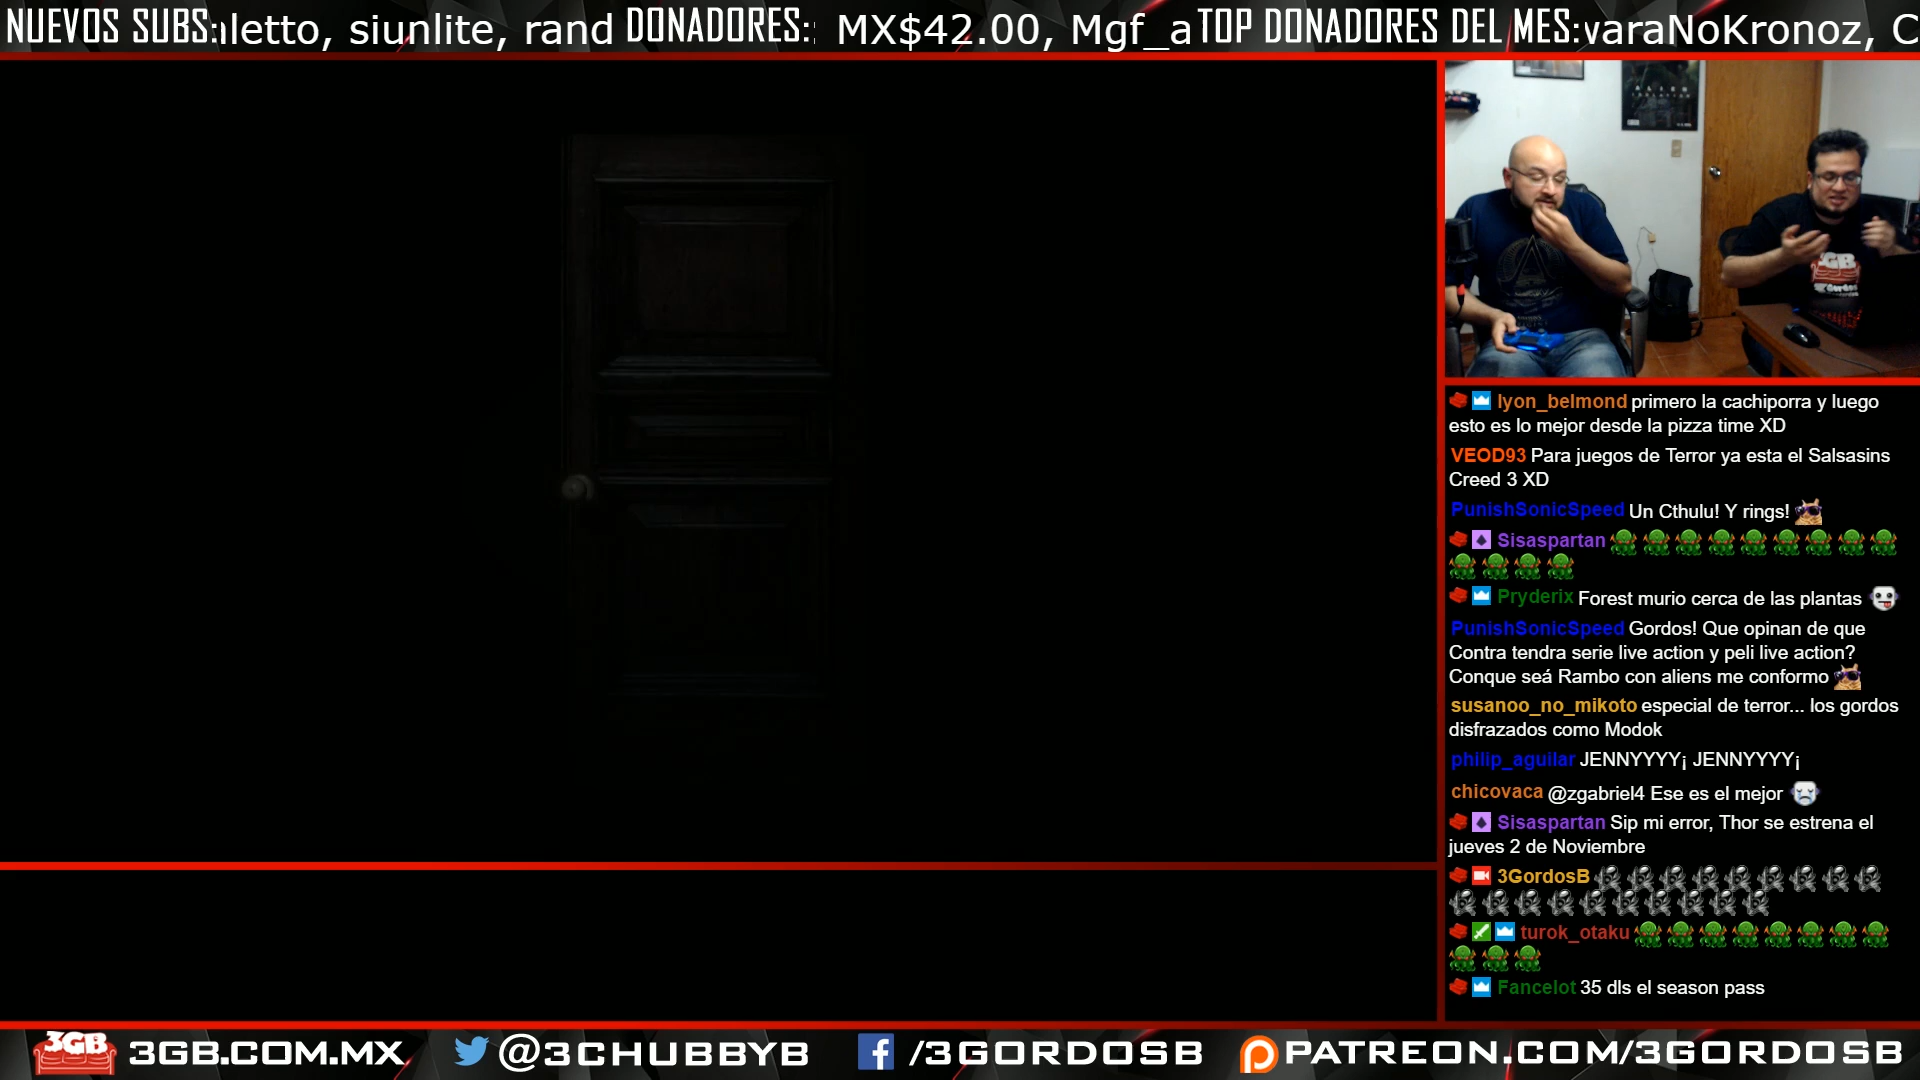 NUEVOS SUBS:
letto, siunlite, rand
DONADORES:
MX$42.00, Mgf_a
TOP DONADORES DEL MES:
varaNoKronoz, C
ALIEN
3GB
Gordos
lyon_belmond primero la cachiporra y luego
esto es lo mejor desde la pizza time XD
VEOD93 Para juegos de Terror ya esta el Salsasins
Creed 3 XD
PunishSonicSpeed Un Cthulu! Y rings!
Sisaspartan
Pryderix Forest murio cerca de las plantas
PunishSonicSpeed Gordos! Que opinan de que
Contra tendra serie live action y peli live action?
Conque seá Rambo con aliens me conformo
susanoo_no_mikoto especial de terror... los gordos
disfrazados como Modok
philip_aguilar JENNYYYY¡ JENNYYYY¡
chicovaca @zgabriel4 Ese es el mejor
Sisaspartan Sip mi error, Thor se estrena el
jueves 2 de Noviembre
3GordosB
turok_otaku
Fancelot 35 dls el season pass
3GB
3GB.COM.MX
@3CHUBBYB
/3GORDOSB
PATREON.COM/3GORDOSB